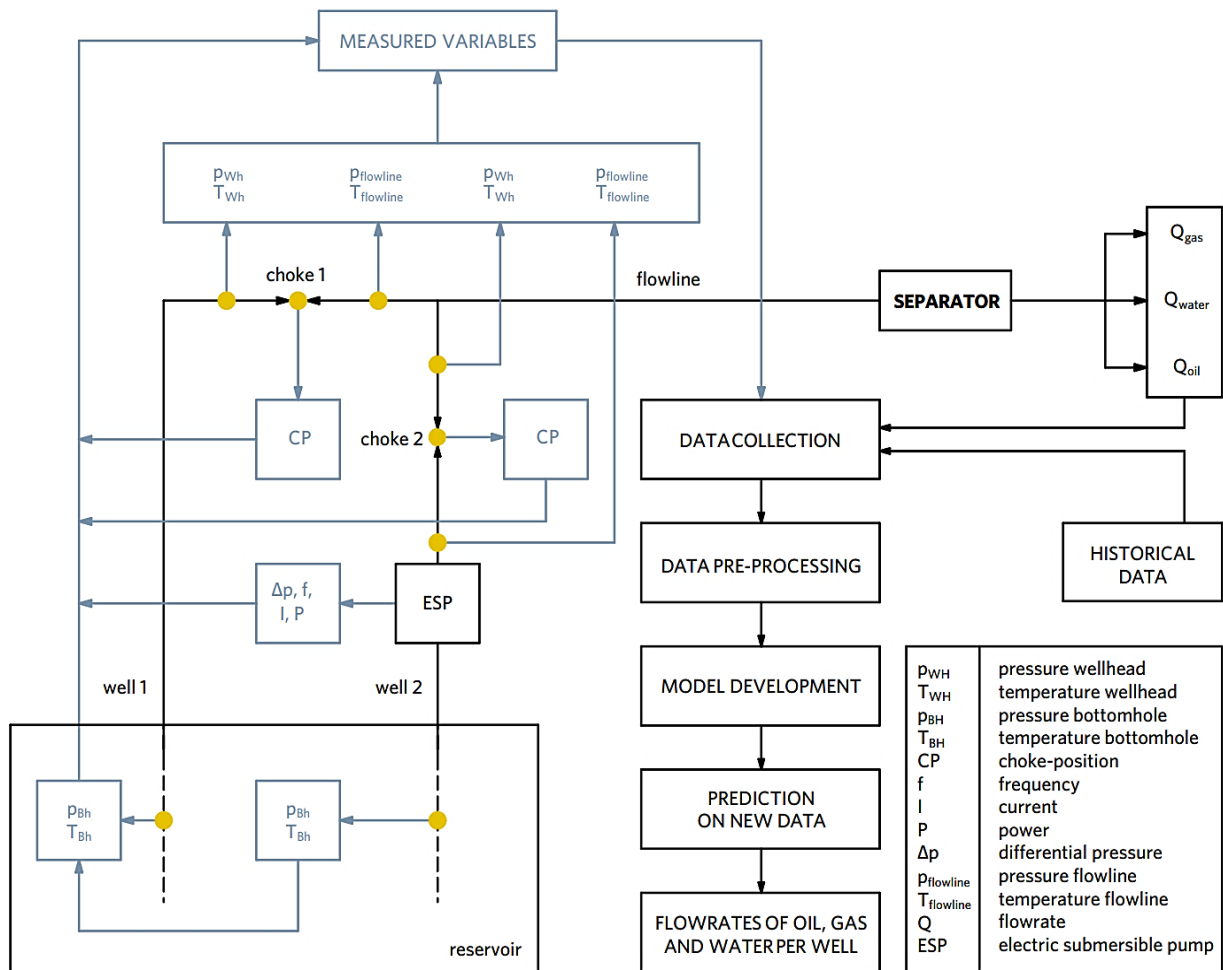 MEASURED VARIABLES
pWh
TWh
pflowline
Tflowline
pWh
TWh
pflowline
Tflowline
choke 1
flowline
SEPARATOR
Qgas
Qwater
Qoil
CP
choke 2
CP
DATA COLLECTION
DATA PRE-PROCESSING
HISTORICAL
DATA
Δp, f,
I, P
ESP
well 1
well 2
MODEL DEVELOPMENT
pBh
TBh
pBh
TBh
reservoir
PREDICTION
ON NEW DATA
FLOWRATES OF OIL, GAS
AND WATER PER WELL
pWH pressure wellhead
TWH temperature wellhead
pBH pressure bottomhole
TBH temperature bottomhole
CP choke-position
f frequency
I current
P power
Δp differential pressure
pflowline pressure flowline
Tflowline temperature flowline
Q flowrate
ESP electric submersible pump